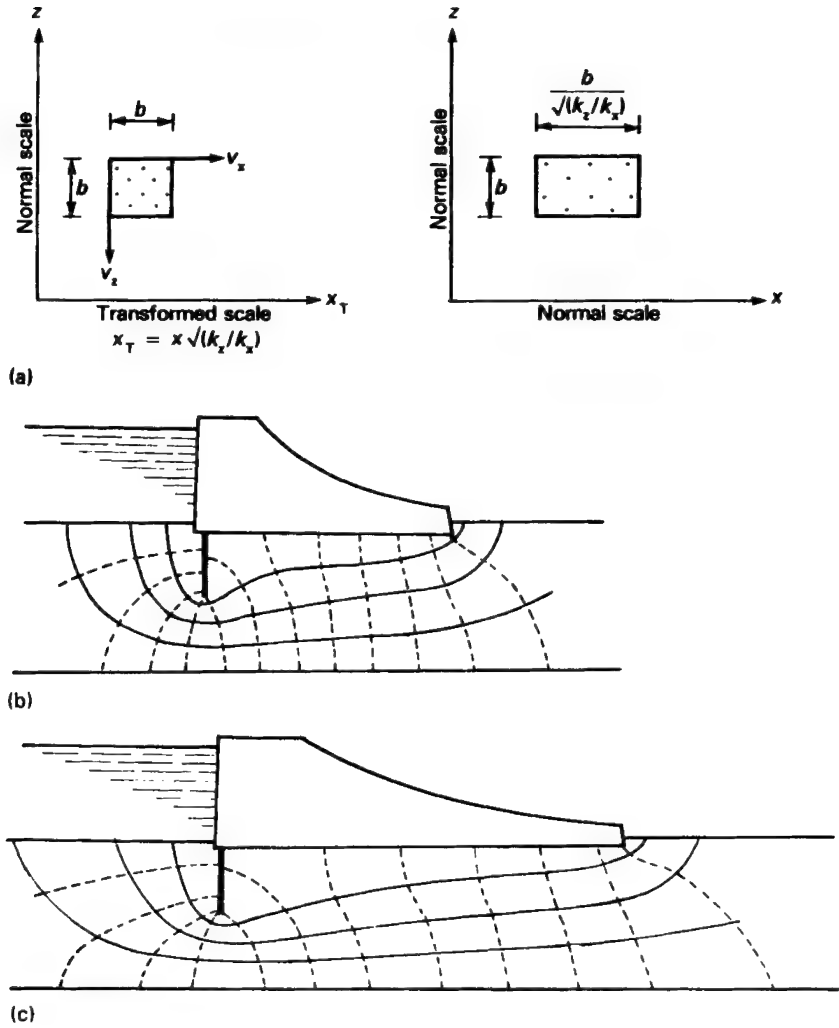 z
Normal scale
b
b
v_x
v_z
x_T
Transformed scale
x_T = x√(k_z/k_x)
z
Normal scale
b
√(k_z/k_x)
b
x
Normal scale
(a)
(b)
(c)